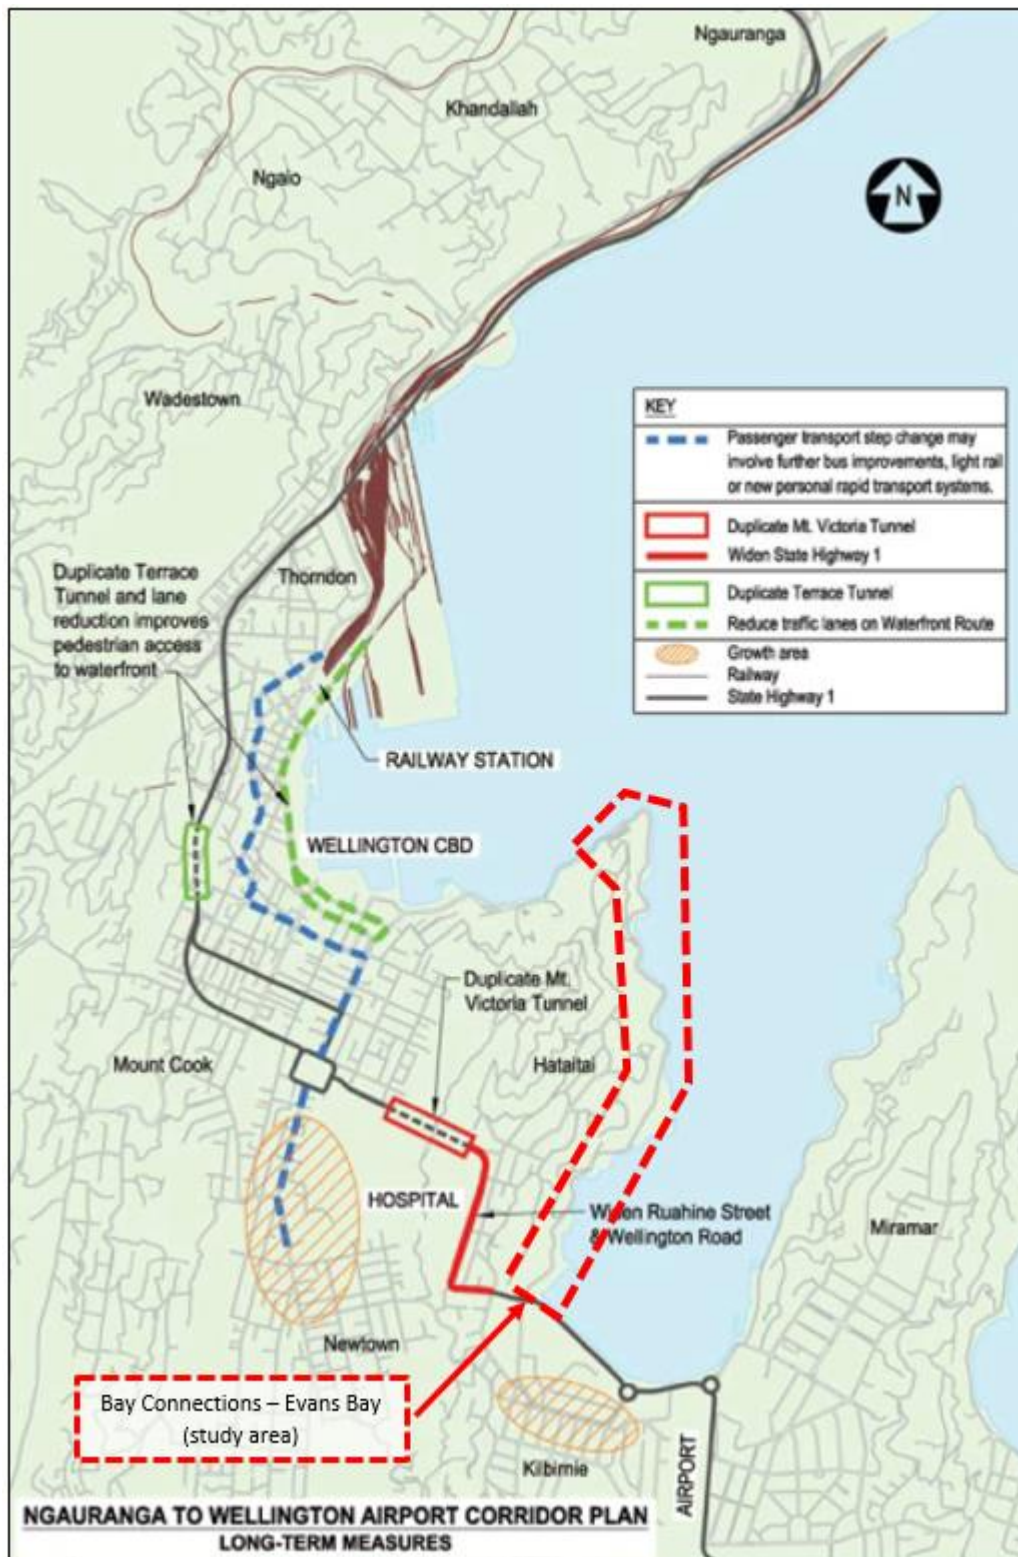 Ngauranga
Khandallah
Ngaio
N
Wadestown
KEY
Passenger transport step change may
involve further bus improvements, light rail
or new personal rapid transport systems.
Duplicate Mt. Victoria Tunnel
Widen State Highway 1
Duplicate Terrace Tunnel
Reduce traffic lanes on Waterfront Route
Growth area
Railway
State Highway 1
Thorndon
Duplicate Terrace
Tunnel and lane
reduction improves
pedestrian access
to waterfront
RAILWAY STATION
WELLINGTON CBD
Duplicate Mt.
Victoria Tunnel
Mount Cook
Hataitai
HOSPITAL
Widen Ruahine Street
& Wellington Road
Miramar
Newtown
Bay Connections – Evans Bay
(study area)
Kilbirnie
AIRPORT
NGAURANGA TO WELLINGTON AIRPORT CORRIDOR PLAN
LONG-TERM MEASURES